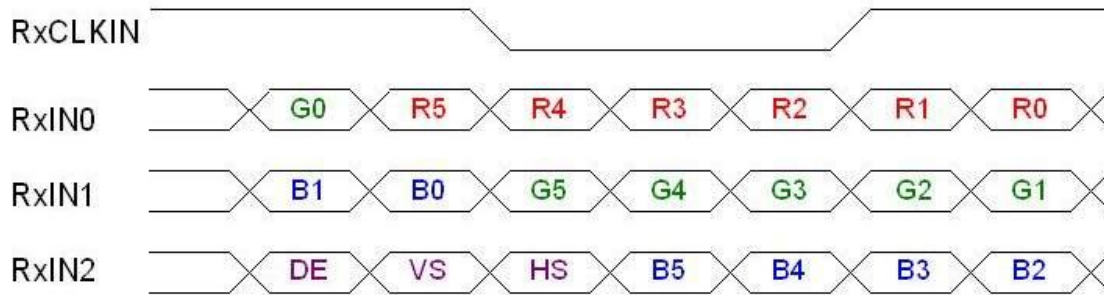 RxCLKIN
RxIN0 G0 R5 R4 R3 R2 R1 R0
RxIN1 B1 B0 G5 G4 G3 G2 G1
RxIN2 DE VS HS B5 B4 B3 B2